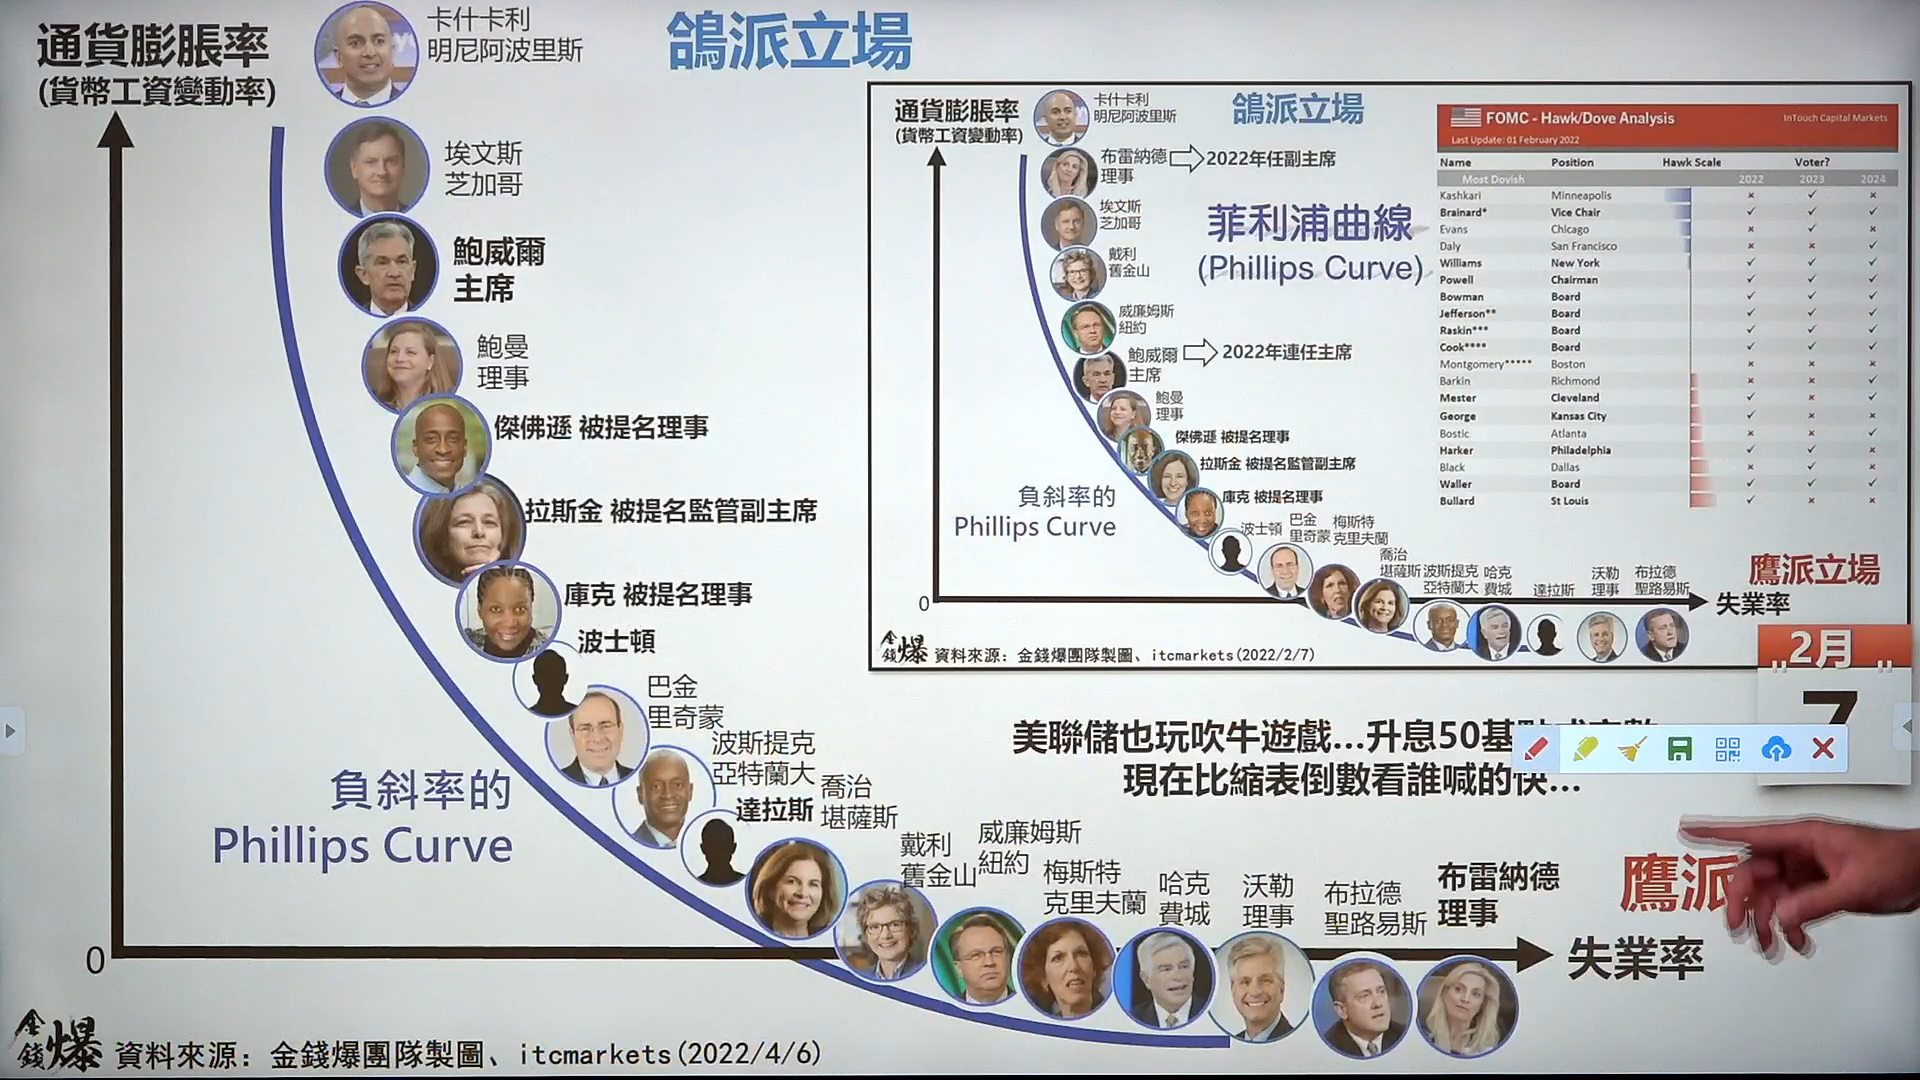 通貨膨脹率
(貨幣工資變動率)
卡什卡利
明尼阿波里斯
鴿派立場
埃文斯
芝加哥
鮑威爾
主席
鮑曼
理事
傑佛遜 被提名理事
拉斯金 被提名監管副主席
庫克 被提名理事
波士頓
巴金
里奇蒙
波斯提克
亞特蘭大
達拉斯
喬治
堪薩斯
戴利
舊金山
威廉姆斯
紐約
梅斯特
克里夫蘭
哈克
費城
沃勒
理事
布拉德
聖路易斯
布雷納德
理事
鷹派
失業率
0
負斜率的
Phillips Curve
金錢爆 資料來源：金錢爆團隊製圖、itcmarkets(2022/4/6)
通貨膨脹率
(貨幣工資變動率)
卡什卡利
明尼阿波里斯
鴿派立場
布雷納德
理事
2022年任副主席
埃文斯
芝加哥
菲利浦曲線
(Phillips Curve)
戴利
舊金山
威廉姆斯
紐約
鮑威爾
主席
2022年連任主席
鮑曼
理事
傑佛遜 被提名理事
拉斯金 被提名監管副主席
庫克 被提名理事
波士頓
巴金
里奇蒙
梅斯特
克里夫蘭
喬治
堪薩斯
波斯提克
亞特蘭大
哈克
費城
達拉斯
沃勒
理事
布拉德
聖路易斯
鷹派立場
失業率
0
負斜率的
Phillips Curve
金錢爆 資料來源：金錢爆團隊製圖、itcmarkets(2022/2/7)
FOMC - Hawk/Dove Analysis InTouch Capital Markets
Last Update: 01 February 2022
Name Position Hawk Scale Voter?
Most Dovish 2022 2023 2024
Kashkari Minneapolis × ✓ ×
Brainard* Vice Chair ✓ ✓ ✓
Evans Chicago × ✓ ×
Daly San Francisco × × ✓
Williams New York ✓ ✓ ✓
Powell Chairman ✓ ✓ ✓
Bowman Board ✓ ✓ ✓
Jefferson** Board ✓ ✓ ✓
Raskin*** Board ✓ ✓ ✓
Cook**** Board ✓ ✓ ✓
Montgomery***** Boston × × ×
Barkin Richmond × × ✓
Mester Cleveland ✓ × ✓
George Kansas City ✓ × ×
Bostic Atlanta × × ✓
Harker Philadelphia ✓ ✓ ×
Black Dallas × ✓ ×
Waller Board ✓ ✓ ✓
Bullard St Louis ✓ × ×
2月
7
美聯儲也玩吹牛遊戲...升息50基
現在比縮表倒數看誰喊的快...